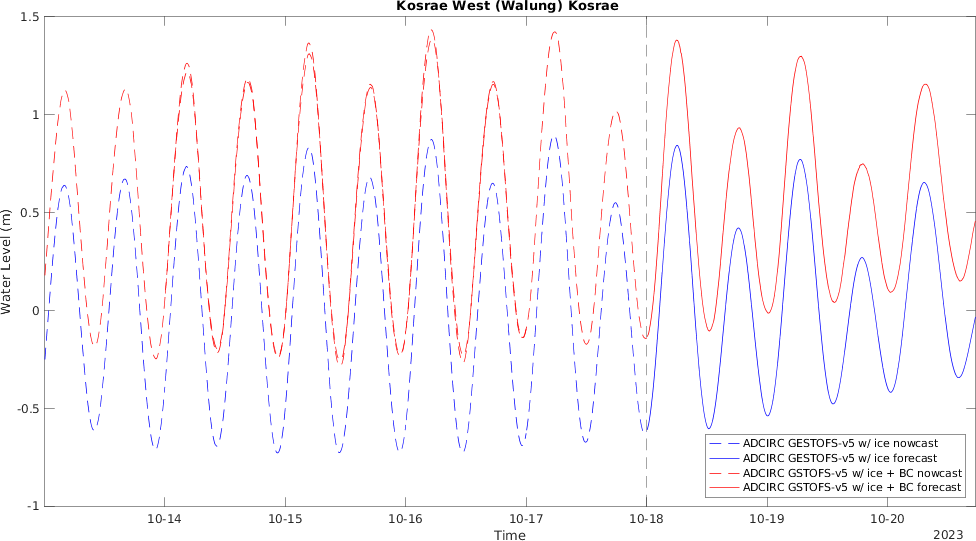 Kosrae West (Walung) Kosrae
1.5
1
0.5
0
-0.5
-1
Water Level (m)
10-14 10-15 10-16 10-17 10-18 10-19 10-20
Time
2023
ADCIRC GESTOFS-v5 w/ ice nowcast
ADCIRC GESTOFS-v5 w/ ice forecast
ADCIRC GSTOFS-v5 w/ ice + BC nowcast
ADCIRC GSTOFS-v5 w/ ice + BC forecast